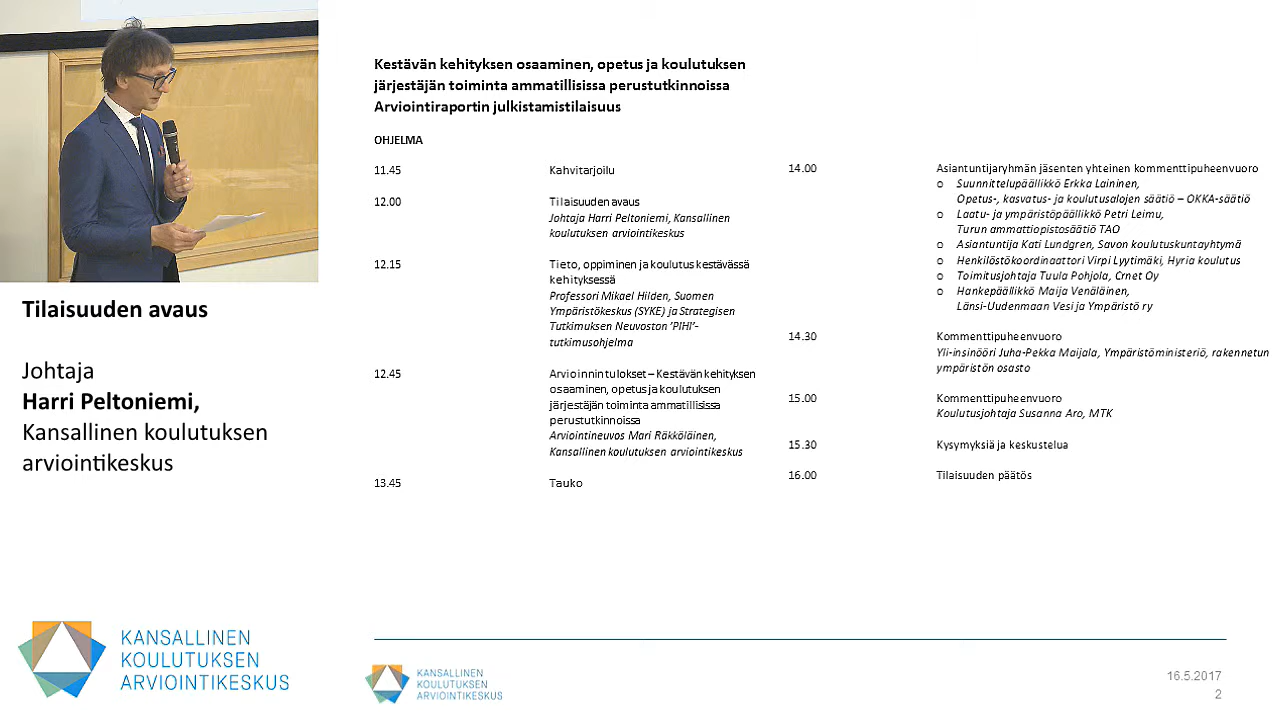 Tilaisuuden avaus
Johtaja
Harri Peltoniemi,
Kansallinen koulutuksen
arviointikeskus
KANSALLINEN
KOULUTUKSEN
ARVIOINTIKESKUS
Kestävän kehityksen osaaminen, opetus ja koulutuksen
järjestäjän toiminta ammatillisissa perustutkinnoissa
Arviointiraportin julkistamistilaisuus
OHJELMA
11.45 Kahvitarjoilu
12.00 Tilaisuuden avaus
Johtaja Harri Peltoniemi, Kansallinen
koulutuksen arviointikeskus
12.15 Tieto, oppiminen ja koulutus kestävässä
kehityksessä
Professori Mikael Hilden, Suomen
Ympäristökeskus (SYKE) ja Strategisen
Tutkimuksen Neuvoston ’PIHI’-
tutkimusohjelma
12.45 Arvioinnin tulokset – Kestävän kehityksen
osaaminen, opetus ja koulutuksen
järjestäjän toiminta ammatillisissa
perustutkinnoissa
Arviointineuvos Mari Räkköläinen,
Kansallinen koulutuksen arviointikeskus
13.45 Tauko
14.00 Asiantuntijaryhmän jäsenten yhteinen kommenttipuheenvuoro
o Suunnittelupäällikkö Erkka Laininen,
Opetus-, kasvatus- ja koulutusalojen säätiö – OKKA-säätiö
o Laatu- ja ympäristöpäällikkö Petri Leimu,
Turun ammattiopistosäätiö TAO
o Asiantuntija Kati Lundgren, Savon koulutuskuntayhtymä
o Henkilöstökoordinaattori Virpi Lyytimäki, Hyria koulutus
o Toimitusjohtaja Tuula Pohjola, Crnet Oy
o Hankepäällikkö Maija Venäläinen,
Länsi-Uudenmaan Vesi ja Ympäristö ry
14.30 Kommenttipuheenvuoro
Yli-insinööri Juha-Pekka Maijala, Ympäristöministeriö, rakennetun
ympäristön osasto
15.00 Kommenttipuheenvuoro
Koulutusjohtaja Susanna Aro, MTK
15.30 Kysymyksiä ja keskustelua
16.00 Tilaisuuden päätös
KANSALLINEN
KOULUTUKSEN
ARVIOINTIKESKUS
16.5.2017
2